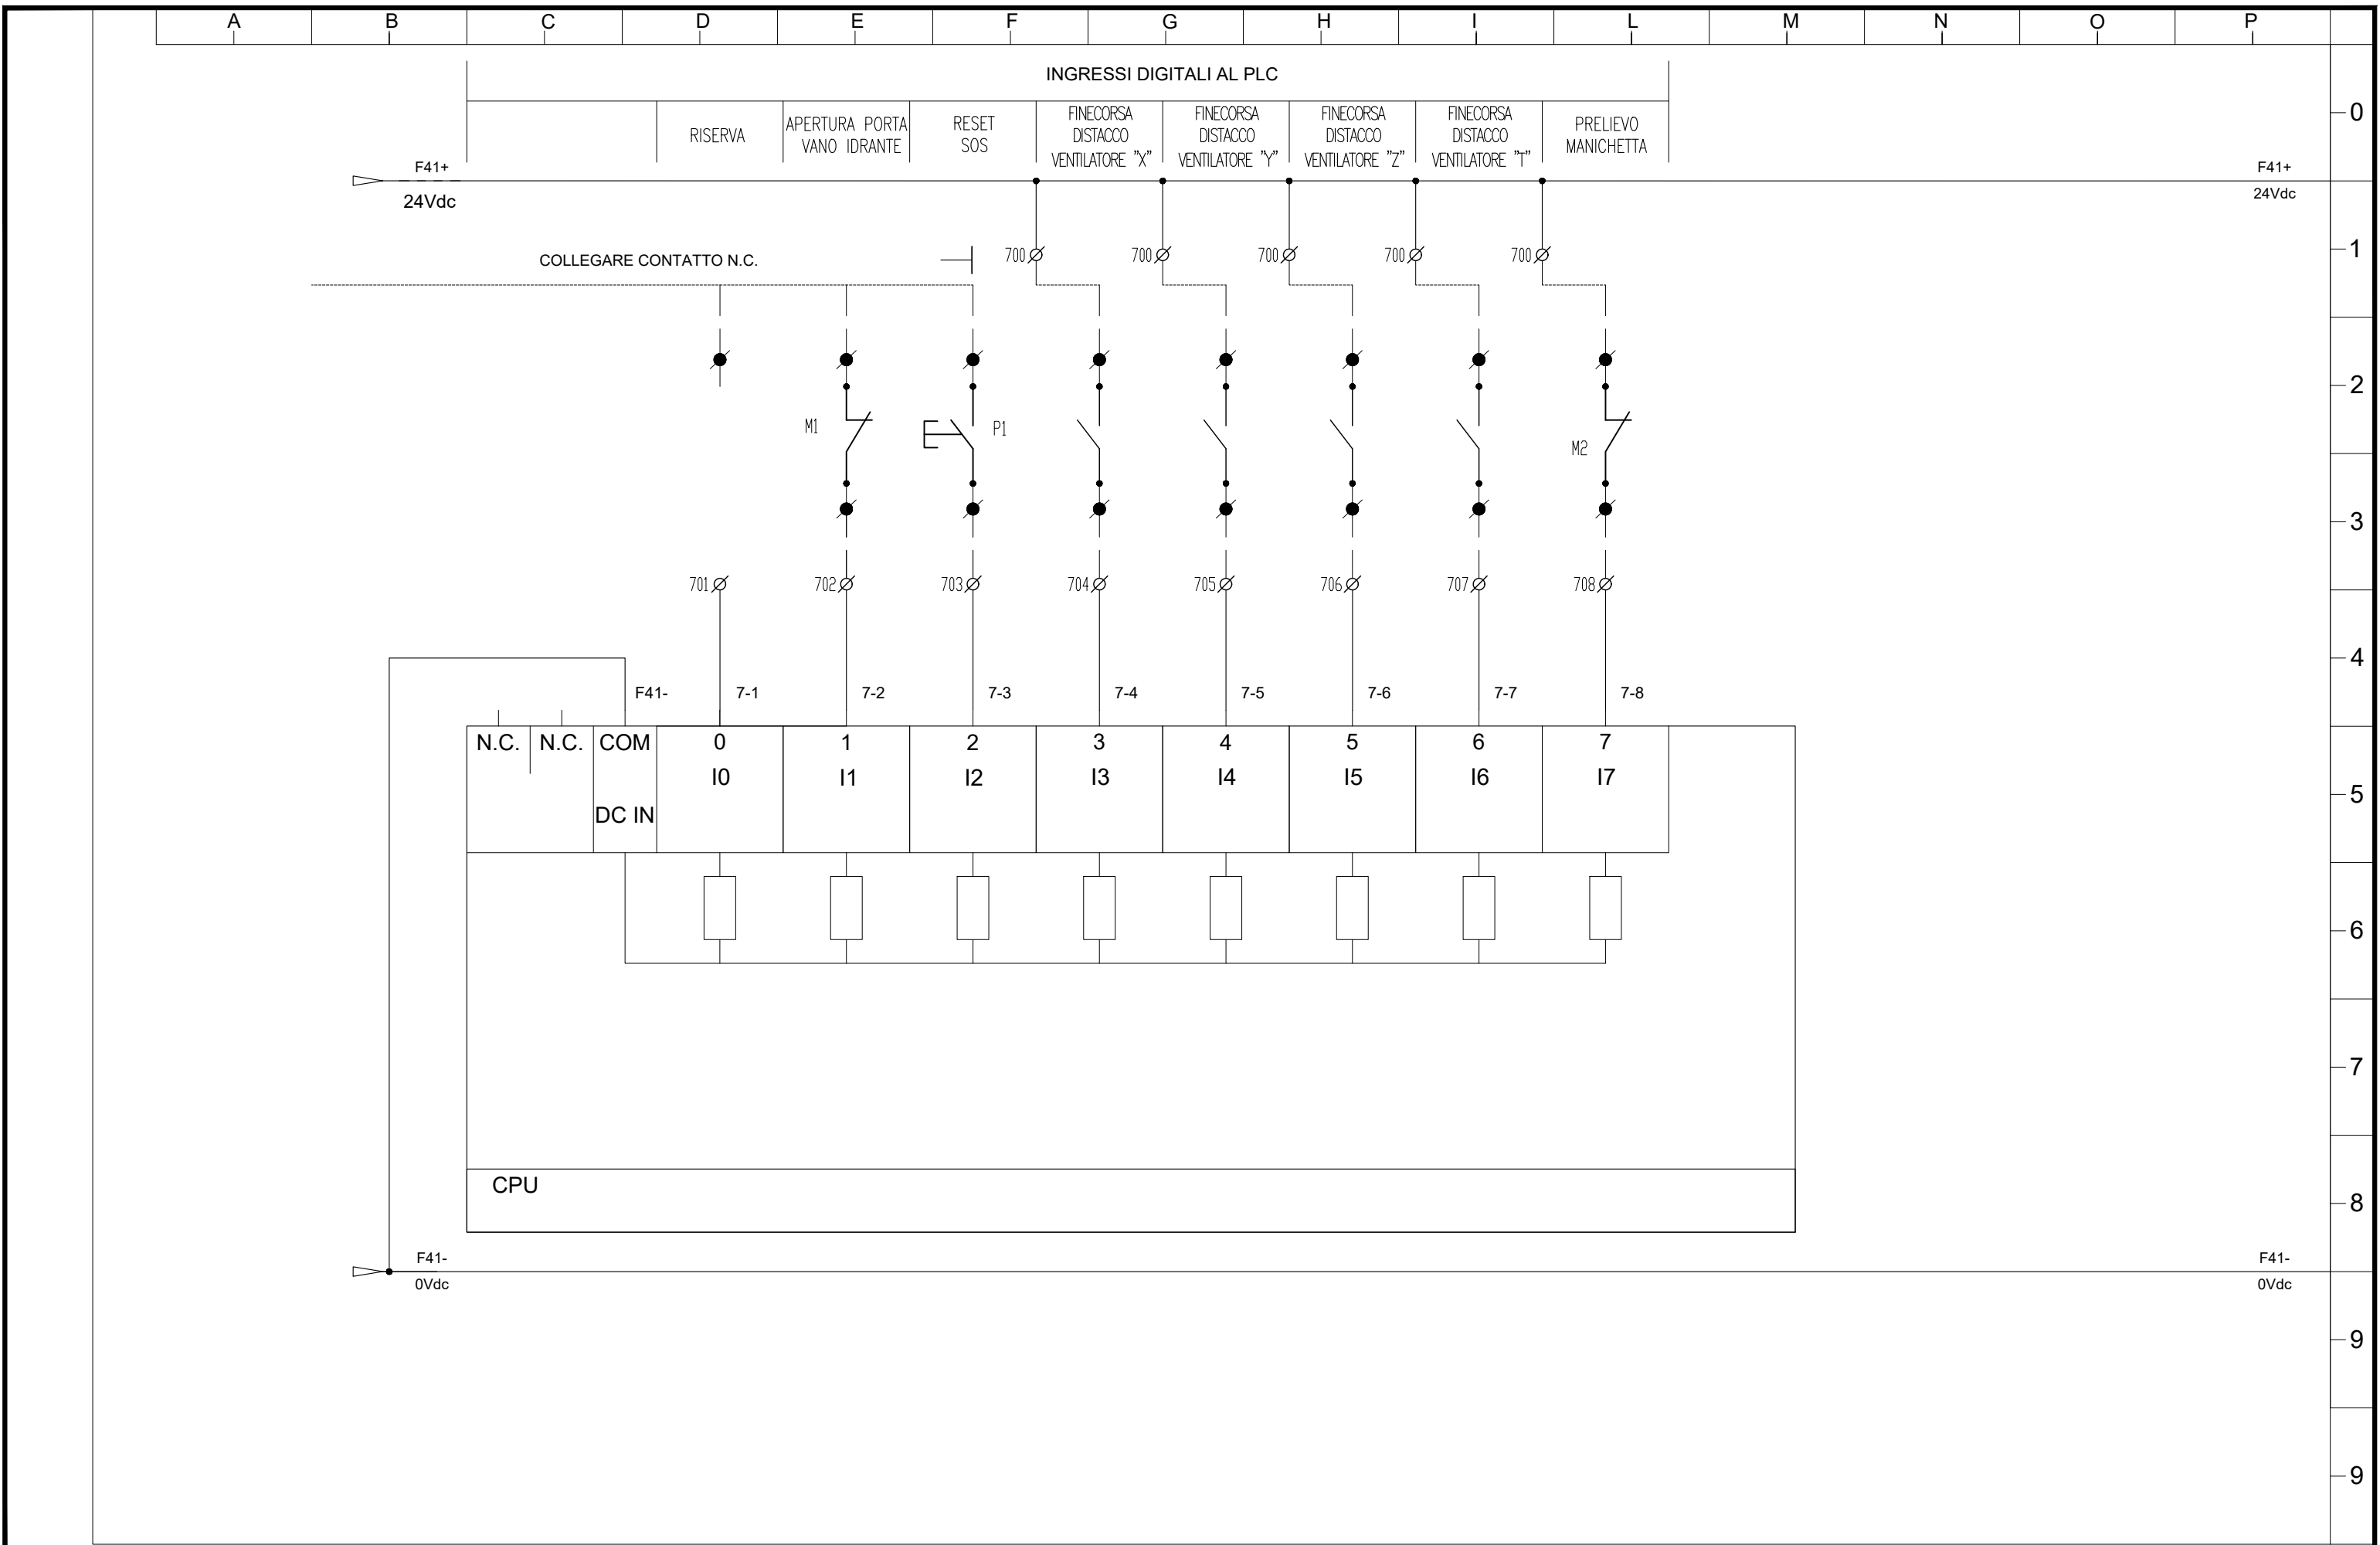 A B C D E F G H I L M N O P
INGRESSI DIGITALI AL PLC
RISERVA
APERTURA PORTA
VANO IDRANTE
RESET
SOS
FINECORSA
DISTACCO
VENTILATORE "X"
FINECORSA
DISTACCO
VENTILATORE "Y"
FINECORSA
DISTACCO
VENTILATORE "Z"
FINECORSA
DISTACCO
VENTILATORE "T"
PRELIEVO
MANICHETTA
0
F41+
24Vdc
F41+
24Vdc
COLLEGARE CONTATTO N.C.
700 700 700 700 700
1
2
M1
P1
M2
3
701 702 703 704 705 706 707 708
4
F41- 7-1 7-2 7-3 7-4 7-5 7-6 7-7 7-8
N.C. N.C. COM 0 1 2 3 4 5 6 7
I0 I1 I2 I3 I4 I5 I6 I7
DC IN
5
6
7
CPU
8
F41-
0Vdc
F41-
0Vdc
9
9